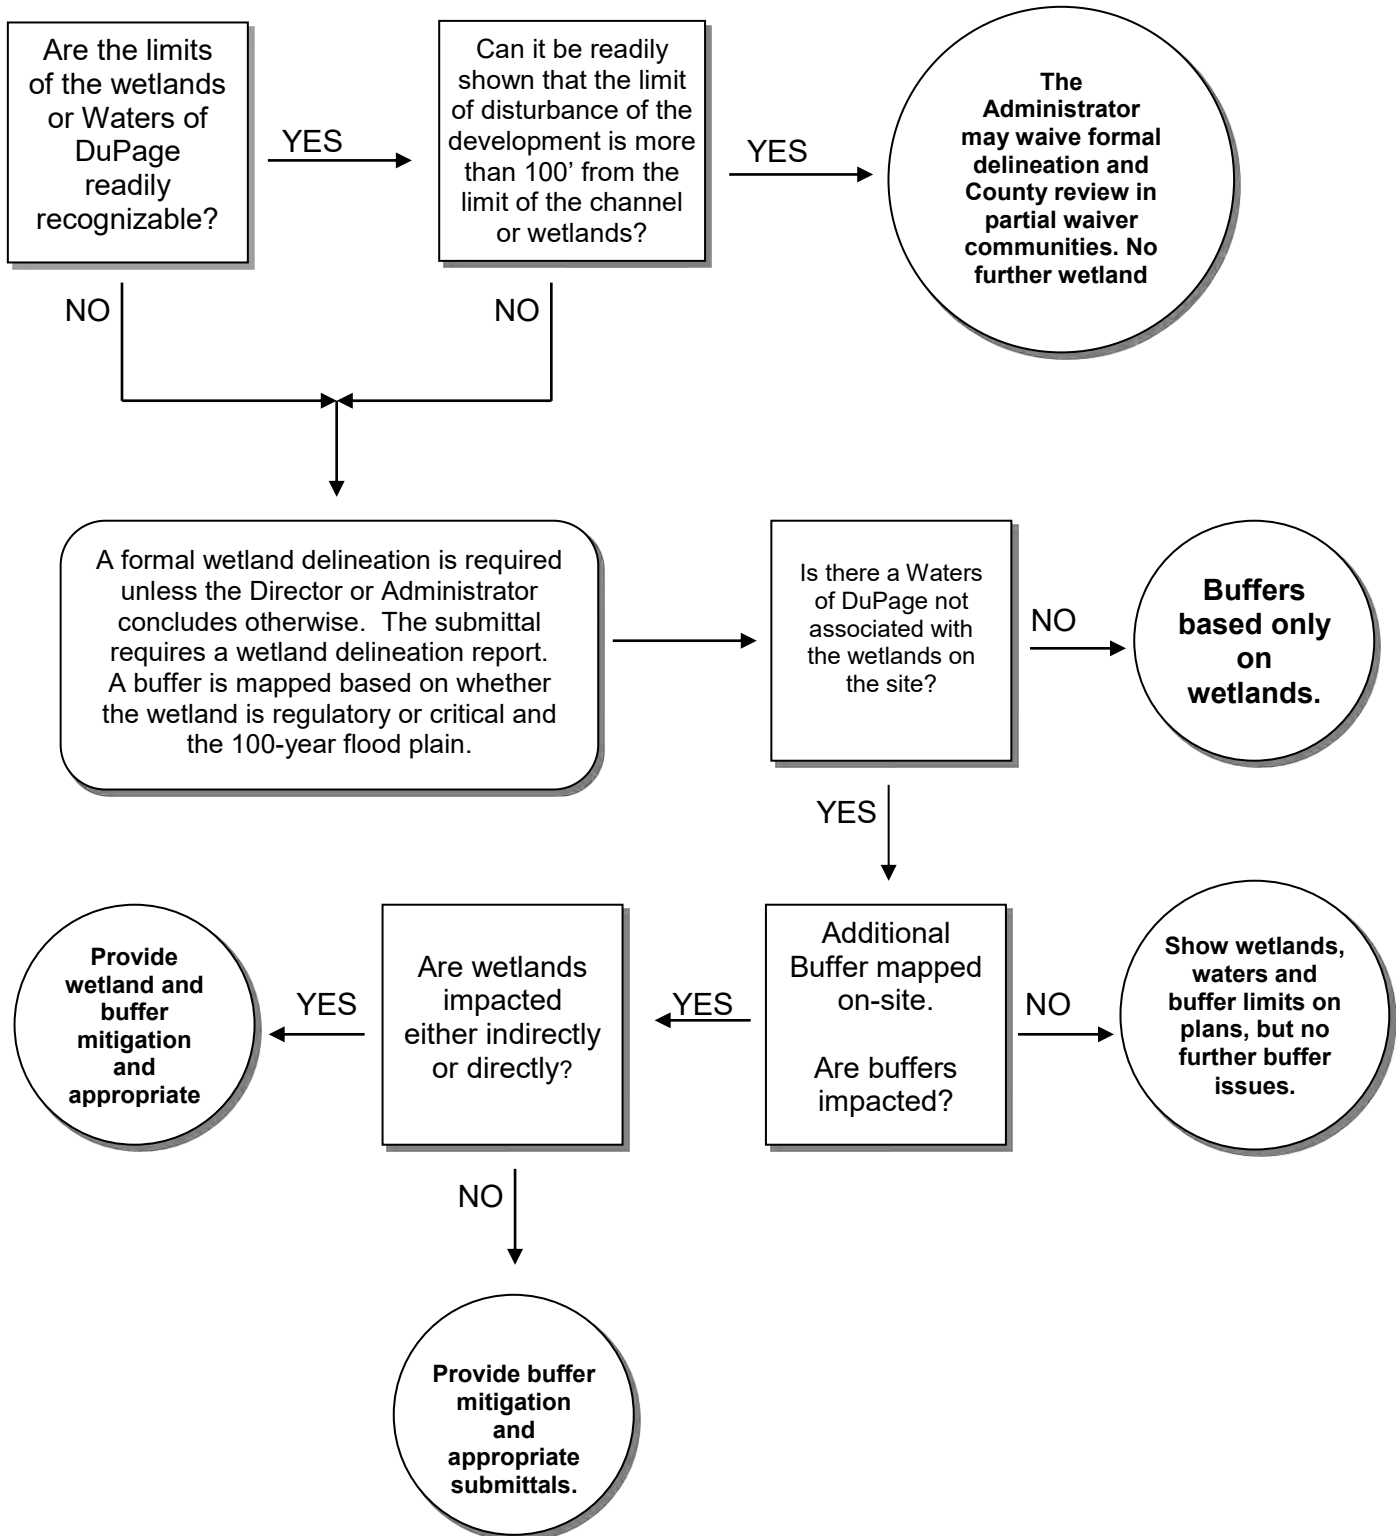 Are the limits
of the wetlands
or Waters of
DuPage
readily
recognizable?
YES
Can it be readily
shown that the limit
of disturbance of the
development is more
than 100’ from the
limit of the channel
or wetlands?
YES
The
Administrator
may waive formal
delineation and
County review in
partial waiver
communities. No
further wetland
NO
NO
A formal wetland delineation is required
unless the Director or Administrator
concludes otherwise.  The submittal
requires a wetland delineation report.
A buffer is mapped based on whether
the wetland is regulatory or critical and
the 100-year flood plain.
Is there a Waters
of DuPage not
associated with
the wetlands on
the site?
NO
Buffers
based only
on
wetlands.
YES
Provide
wetland and
buffer
mitigation
and
appropriate
YES
Are wetlands
impacted
either indirectly
or directly?
YES
Additional
Buffer mapped
on-site.
Are buffers
impacted?
NO
Show wetlands,
waters and
buffer limits on
plans, but no
further buffer
issues.
NO
Provide buffer
mitigation
and
appropriate
submittals.